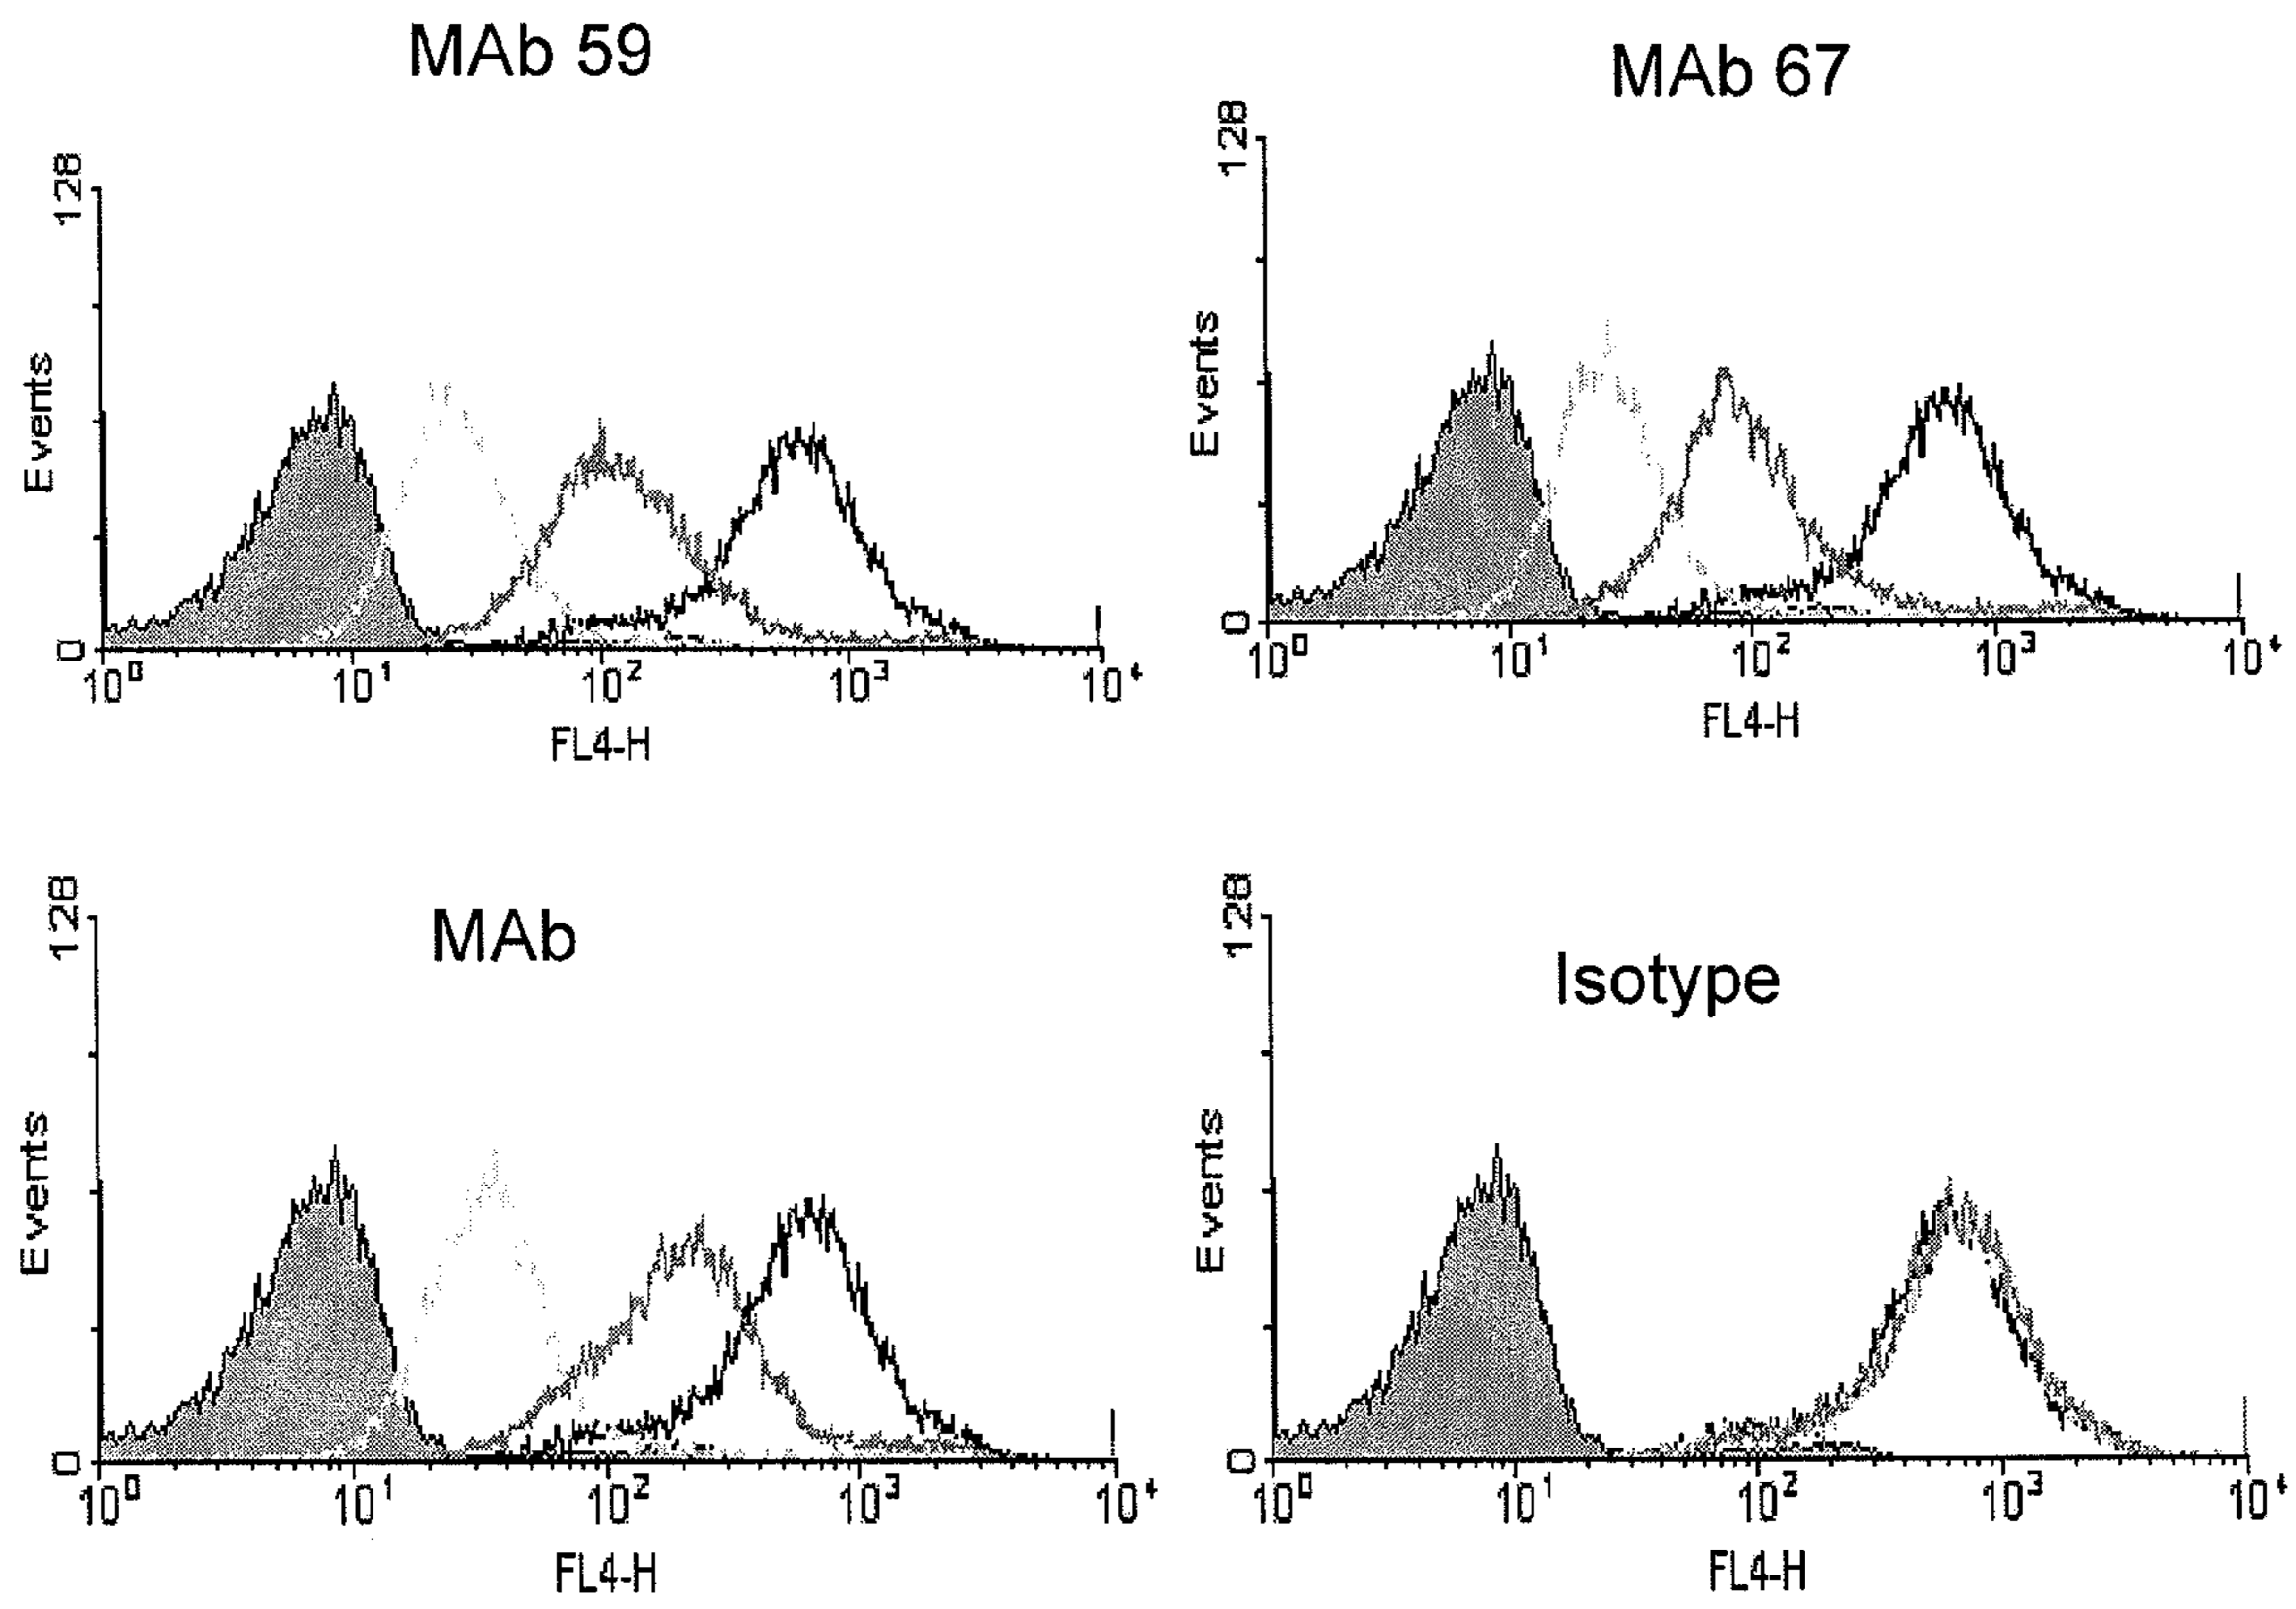 MAb 59
128
Events
0
10⁰ 10¹ 10² 10³ 10⁴
FL4-H
MAb 67
128
Events
0
10⁰ 10¹ 10² 10³ 10⁴
FL4-H
MAb
128
Events
0
10⁰ 10¹ 10² 10³ 10⁴
FL4-H
Isotype
128
Events
0
10⁰ 10¹ 10² 10³ 10⁴
FL4-H